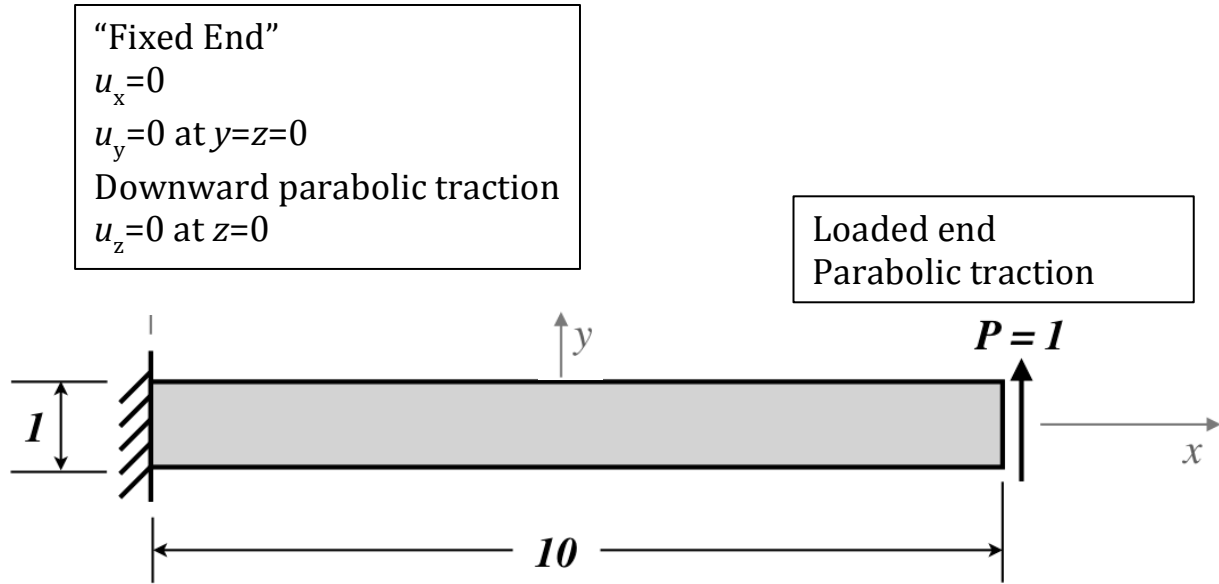 “Fixed End”
uₓ=0
u_y=0 at y=z=0
Downward parabolic traction
u_z=0 at z=0
Loaded end
Parabolic traction
P = 1
y
1
x
10